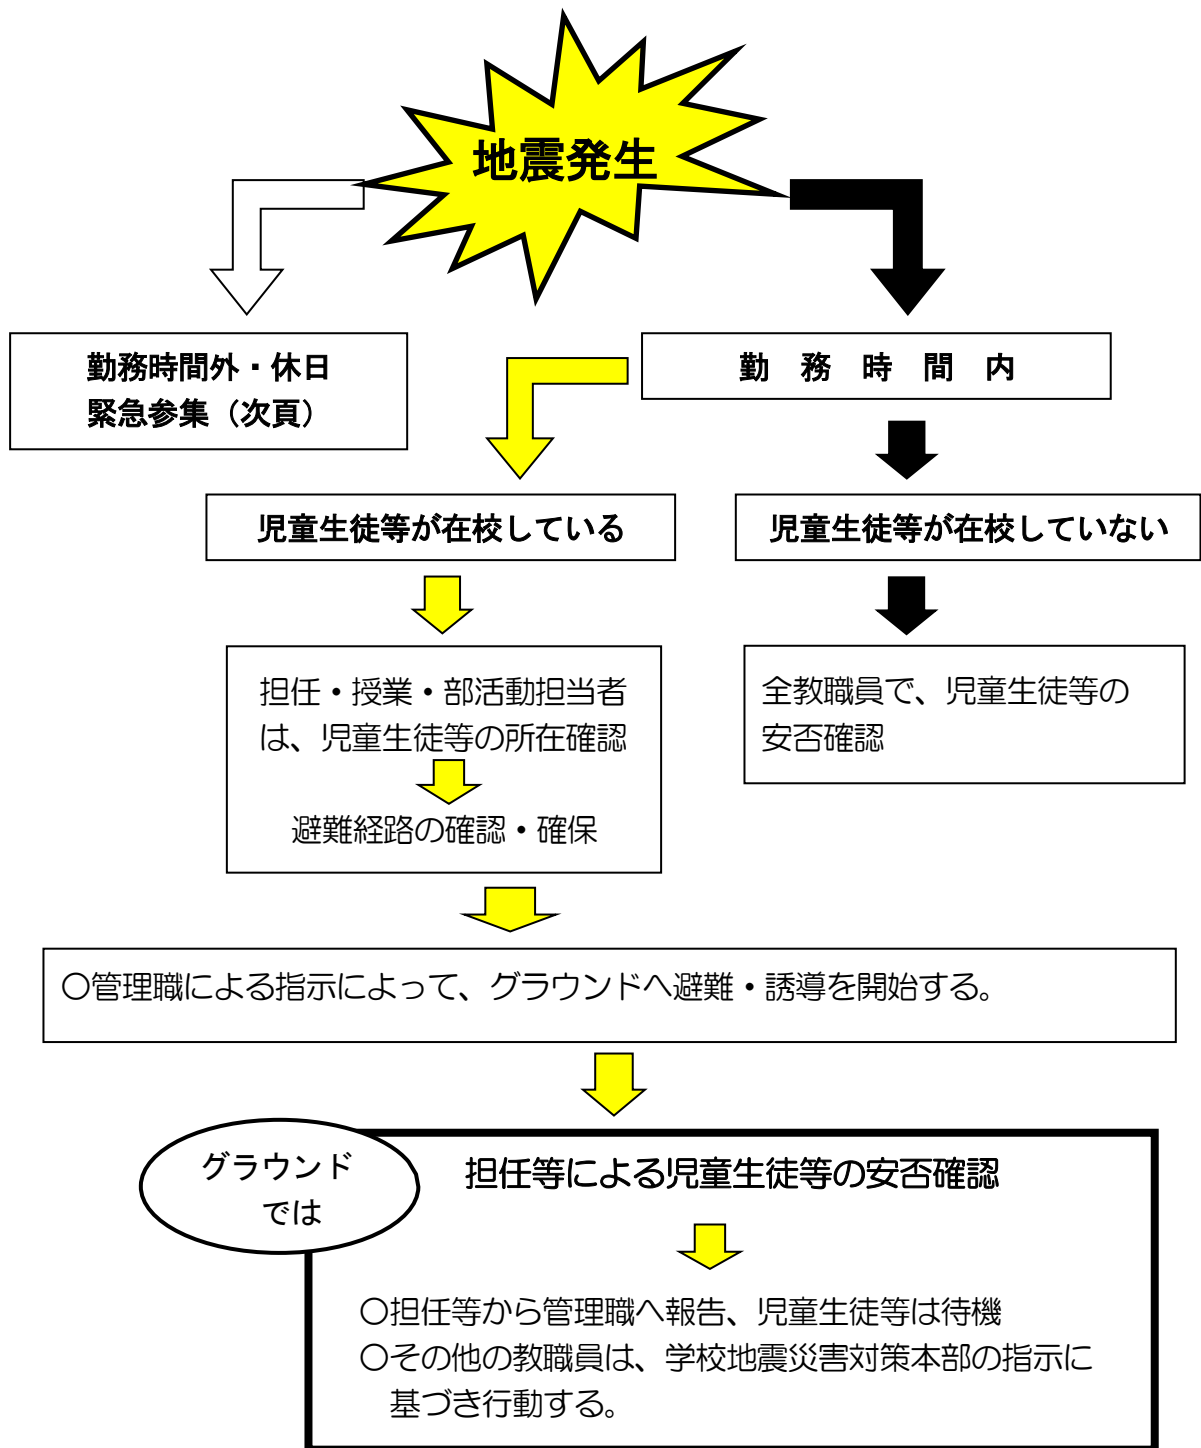 地震発生
勤務時間外・休日
緊急参集（次頁）
勤　務　時　間　内
児童生徒等が在校している
児童生徒等が在校していない
担任・授業・部活動担当者
は、児童生徒等の所在確認
避難経路の確認・確保
全教職員で、児童生徒等の
安否確認
○管理職による指示によって、グラウンドへ避難・誘導を開始する。
グラウンド
では
担任等による児童生徒等の安否確認
○担任等から管理職へ報告、児童生徒等は待機
○その他の教職員は、学校地震災害対策本部の指示に
基づき行動する。